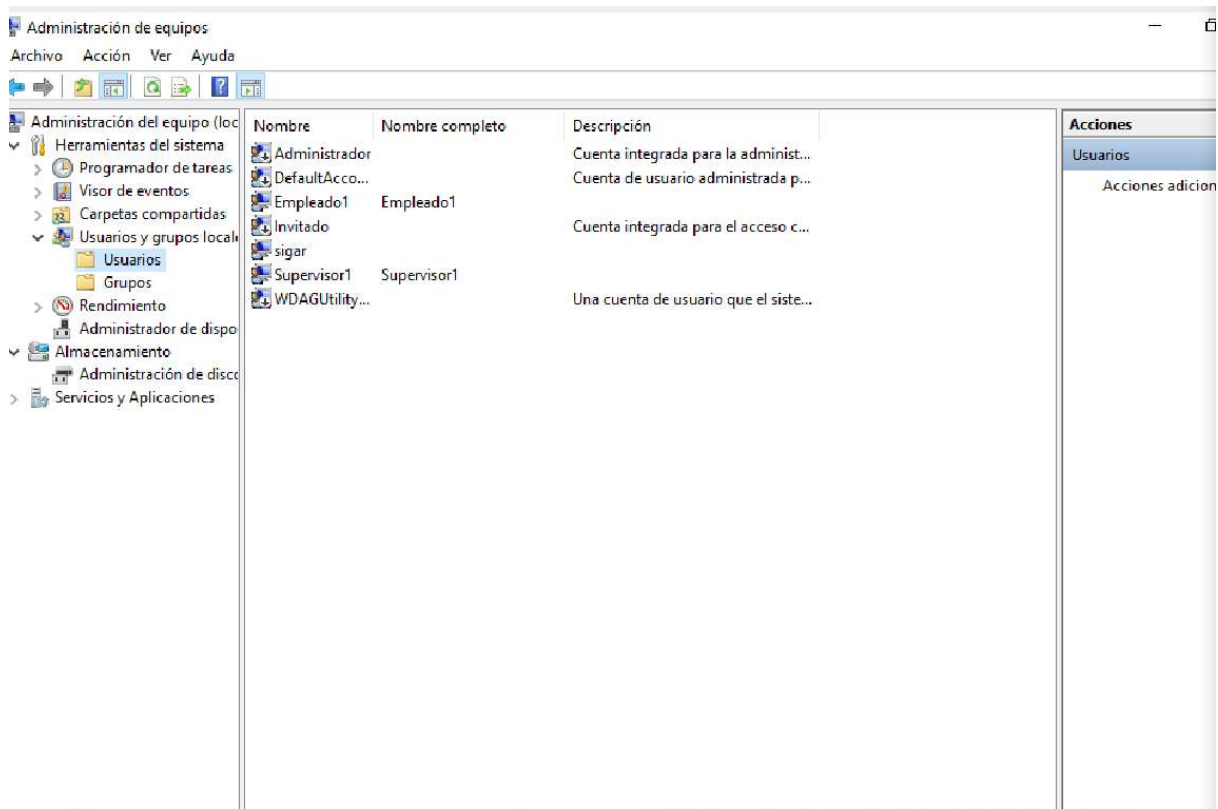 Administración de equipos
Archivo Acción Ver Ayuda
Administración del equipo (loc
Herramientas del sistema
Programador de tareas
Visor de eventos
Carpetas compartidas
Usuarios y grupos local
Usuarios
Grupos
Rendimiento
Administrador de dispo
Almacenamiento
Administración de disc
Servicios y Aplicaciones
Nombre Nombre completo Descripción
Administrador Cuenta integrada para la administ...
DefaultAcco... Cuenta de usuario administrada p...
Empleado1 Empleado1
Invitado Cuenta integrada para el acceso c...
sigar
Supervisor1 Supervisor1
WDAGUtility... Una cuenta de usuario que el siste...
Acciones
Usuarios
Acciones adicion